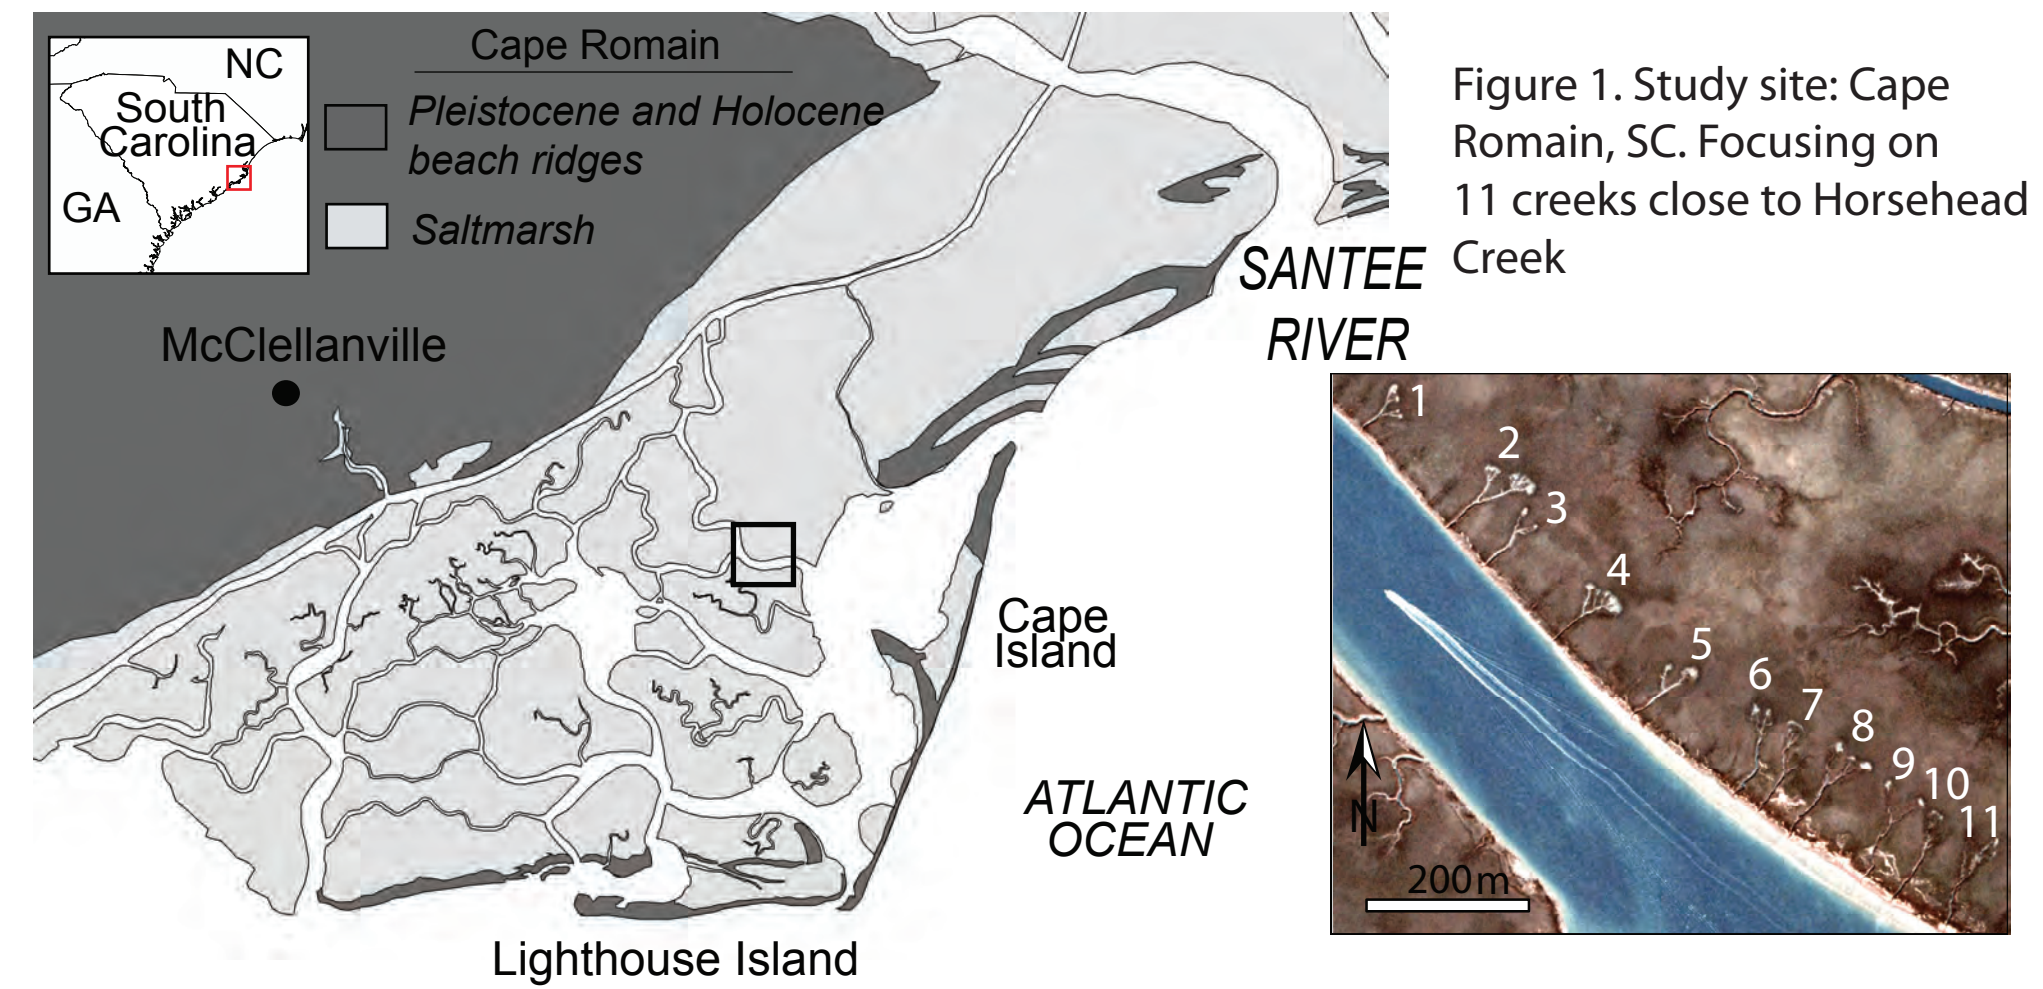 NC
South
Carolina
GA
Cape Romain
Pleistocene and Holocene
beach ridges
Saltmarsh
McClellanville
SANTEE
RIVER
Cape
Island
ATLANTIC
OCEAN
Lighthouse Island
Figure 1. Study site: Cape
Romain, SC. Focusing on
11 creeks close to Horsehead
Creek
1
2
3
4
5
6
7
8
9
10
11
N
200 m